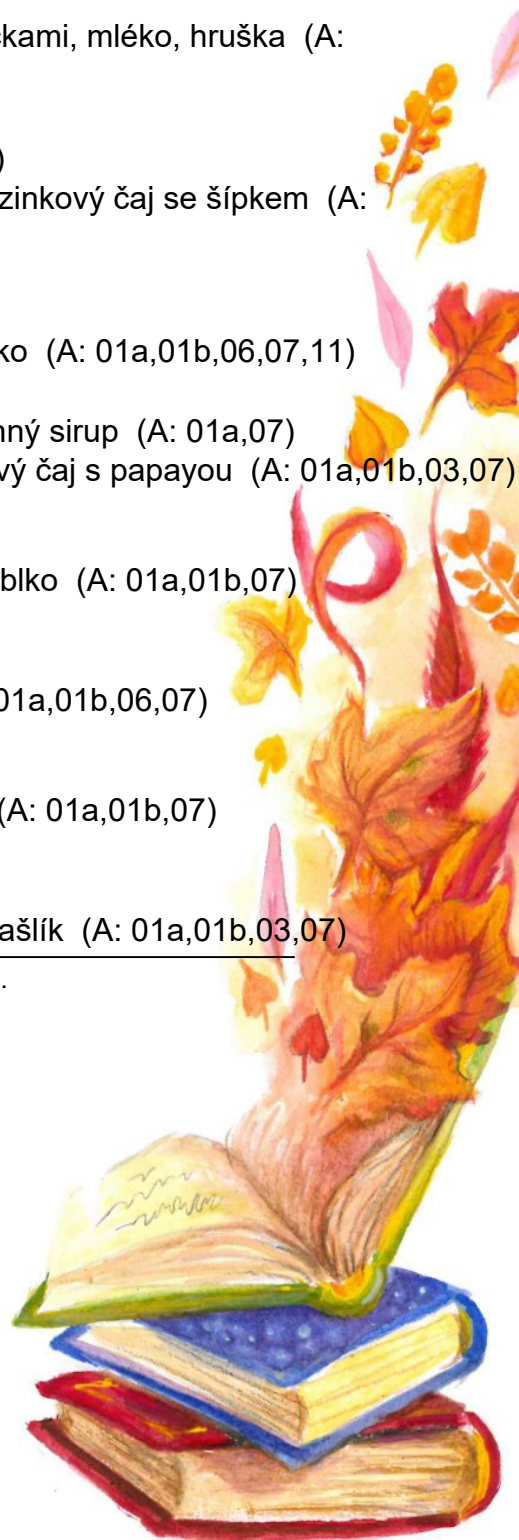 čkami, mléko, hruška (A:
)
zinkový čaj se šípkem (A:
ko (A: 01a,01b,06,07,11)
nný sirup (A: 01a,07)
vý čaj s papayou (A: 01a,01b,03,07)
blko (A: 01a,01b,07)
01a,01b,06,07)
(A: 01a,01b,07)
ašlík (A: 01a,01b,03,07)
.